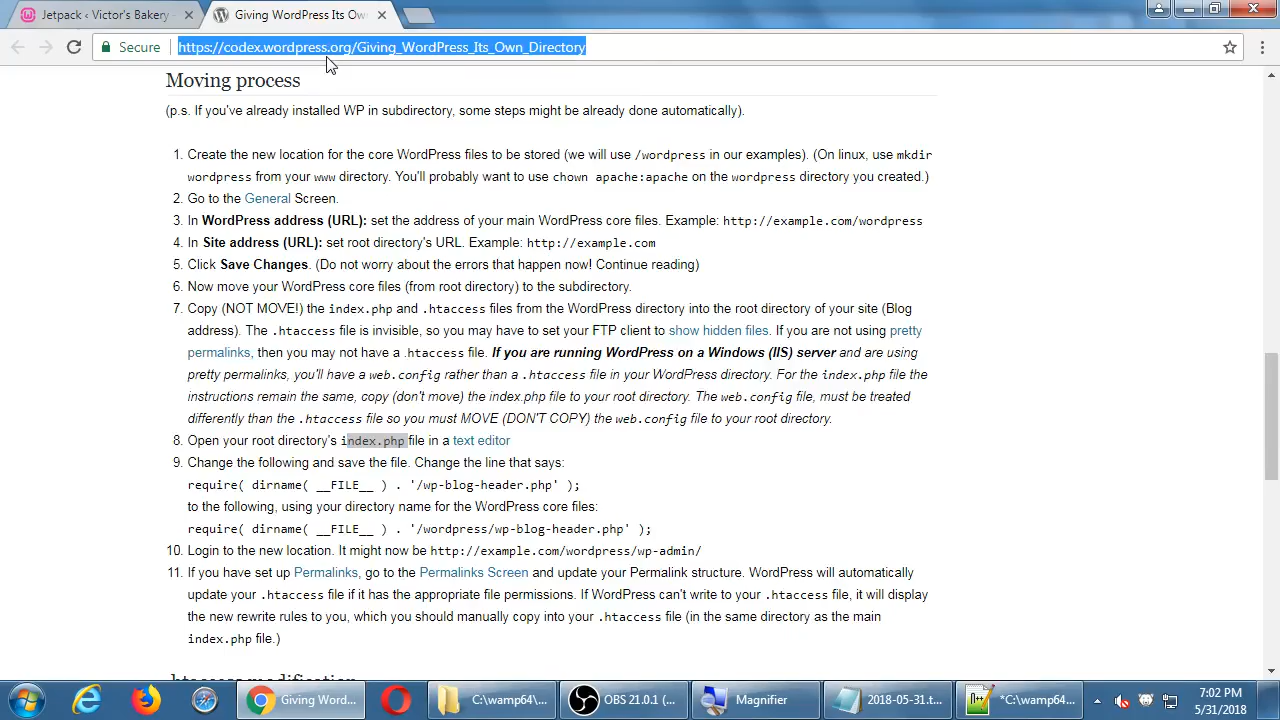 Jetpack ‹ Victor's Bakery
Giving WordPress Its Own
Secure
https://codex.wordpress.org/Giving_WordPress_Its_Own_Directory
Moving process
(p.s. If you've already installed WP in subdirectory, some steps might be already done automatically).
1. Create the new location for the core WordPress files to be stored (we will use /wordpress in our examples). (On linux, use mkdir
wordpress from your www directory. You'll probably want to use chown apache:apache on the wordpress directory you created.)
2. Go to the General Screen.
3. In WordPress address (URL): set the address of your main WordPress core files. Example: http://example.com/wordpress
4. In Site address (URL): set root directory's URL. Example: http://example.com
5. Click Save Changes. (Do not worry about the errors that happen now! Continue reading)
6. Now move your WordPress core files (from root directory) to the subdirectory.
7. Copy (NOT MOVE!) the index.php and .htaccess files from the WordPress directory into the root directory of your site (Blog
address). The .htaccess file is invisible, so you may have to set your FTP client to show hidden files. If you are not using pretty
permalinks, then you may not have a .htaccess file. If you are running WordPress on a Windows (IIS) server and are using
pretty permalinks, you'll have a web.config rather than a .htaccess file in your WordPress directory. For the index.php file the
instructions remain the same, copy (don't move) the index.php file to your root directory. The web.config file, must be treated
differently than the .htaccess file so you must MOVE (DON'T COPY) the web.config file to your root directory.
8. Open your root directory's index.php file in a text editor
9. Change the following and save the file. Change the line that says:
require( dirname( __FILE__ ) . '/wp-blog-header.php' );
to the following, using your directory name for the WordPress core files:
require( dirname( __FILE__ ) . '/wordpress/wp-blog-header.php' );
10. Login to the new location. It might now be http://example.com/wordpress/wp-admin/
11. If you have set up Permalinks, go to the Permalinks Screen and update your Permalink structure. WordPress will automatically
update your .htaccess file if it has the appropriate file permissions. If WordPress can't write to your .htaccess file, it will display
the new rewrite rules to you, which you should manually copy into your .htaccess file (in the same directory as the main
index.php file.)
.htaccess modification
Giving Word...
C:\wamp64\...
OBS 21.0.1 (...
Magnifier
2018-05-31.t...
*C:\wamp64...
7:02 PM
5/31/2018